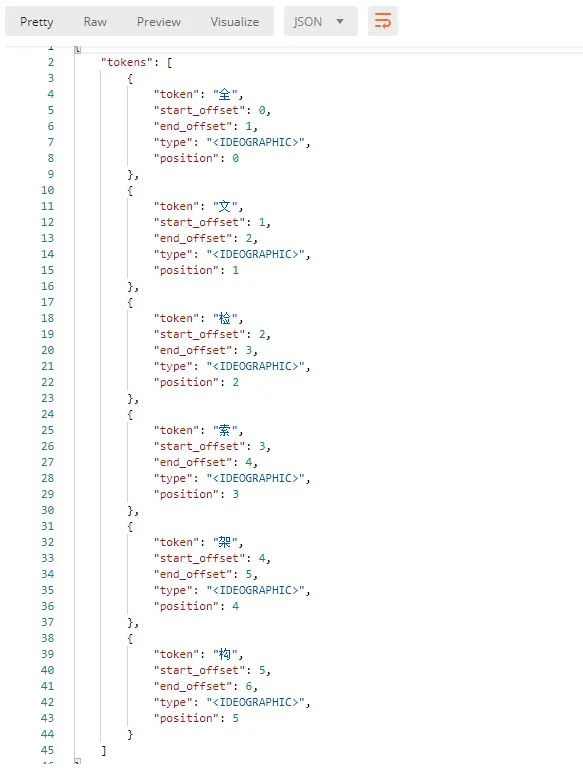 Pretty Raw Preview Visualize JSON
1 {
2 "tokens": [
3 {
4 "token": "全",
5 "start_offset": 0,
6 "end_offset": 1,
7 "type": "<IDEOGRAPHIC>",
8 "position": 0
9 },
10 {
11 "token": "文",
12 "start_offset": 1,
13 "end_offset": 2,
14 "type": "<IDEOGRAPHIC>",
15 "position": 1
16 },
17 {
18 "token": "检",
19 "start_offset": 2,
20 "end_offset": 3,
21 "type": "<IDEOGRAPHIC>",
22 "position": 2
23 },
24 {
25 "token": "索",
26 "start_offset": 3,
27 "end_offset": 4,
28 "type": "<IDEOGRAPHIC>",
29 "position": 3
30 },
31 {
32 "token": "架",
33 "start_offset": 4,
34 "end_offset": 5,
35 "type": "<IDEOGRAPHIC>",
36 "position": 4
37 },
38 {
39 "token": "构",
40 "start_offset": 5,
41 "end_offset": 6,
42 "type": "<IDEOGRAPHIC>",
43 "position": 5
44 }
45 ]
46 }